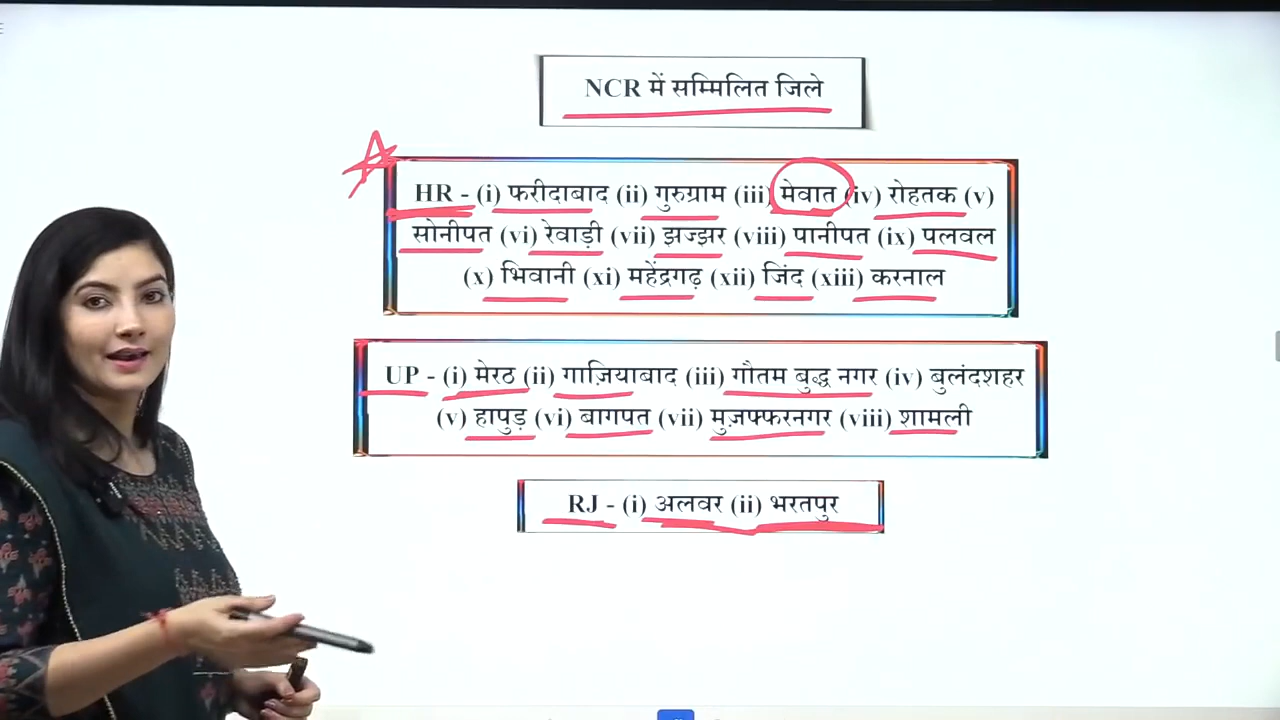 NCR में सम्मिलित जिले
HR - (i) फरीदाबाद (ii) गुरुग्राम (iii) मेवात (iv) रोहतक (v)
सोनीपत (vi) रेवाड़ी (vii) झज्झर (viii) पानीपत (ix) पलवल
(x) भिवानी (xi) महेंद्रगढ़ (xii) जिंद (xiii) करनाल
UP - (i) मेरठ (ii) गाज़ियाबाद (iii) गौतम बुद्ध नगर (iv) बुलंदशहर
(v) हापुड़ (vi) बागपत (vii) मुज़फ्फरनगर (viii) शामली
RJ - (i) अलवर (ii) भरतपुर